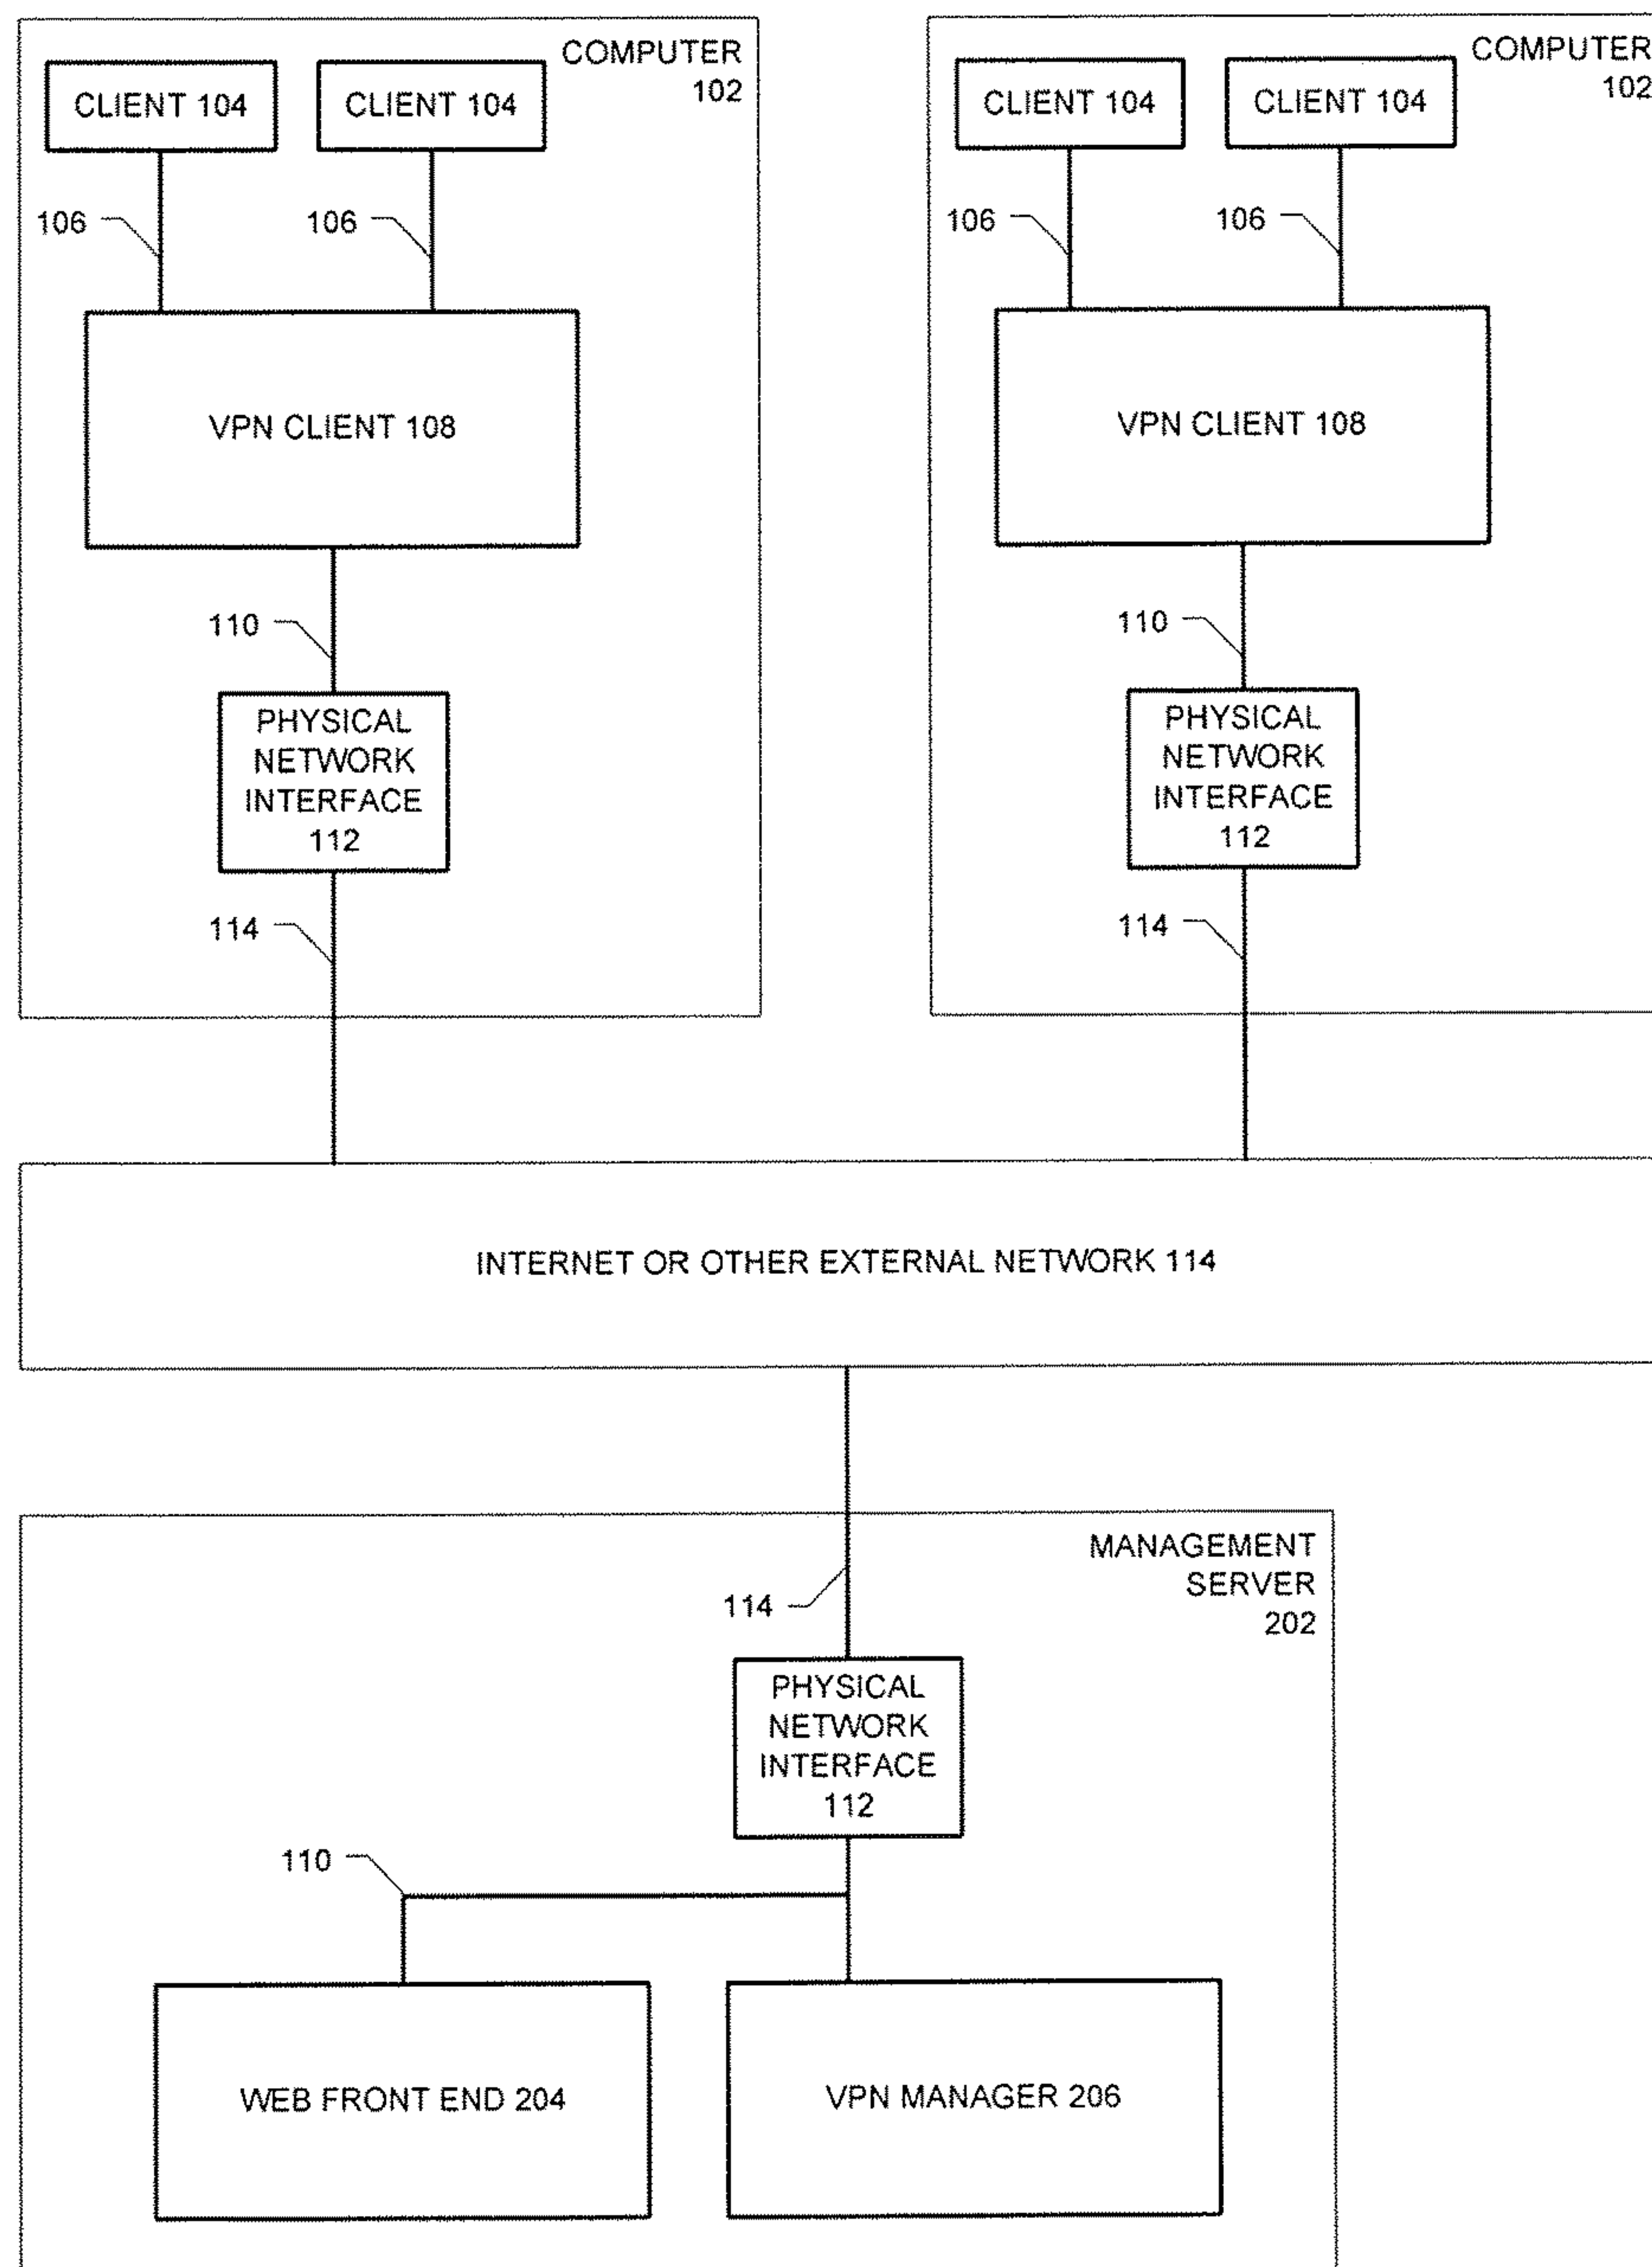 COMPUTER
102
CLIENT 104
CLIENT 104
106
106
VPN CLIENT 108
110
PHYSICAL
NETWORK
INTERFACE
112
114
COMPUTER
102
CLIENT 104
CLIENT 104
106
106
VPN CLIENT 108
110
PHYSICAL
NETWORK
INTERFACE
112
114
INTERNET OR OTHER EXTERNAL NETWORK 114
MANAGEMENT
SERVER
202
114
PHYSICAL
NETWORK
INTERFACE
112
110
WEB FRONT END 204
VPN MANAGER 206